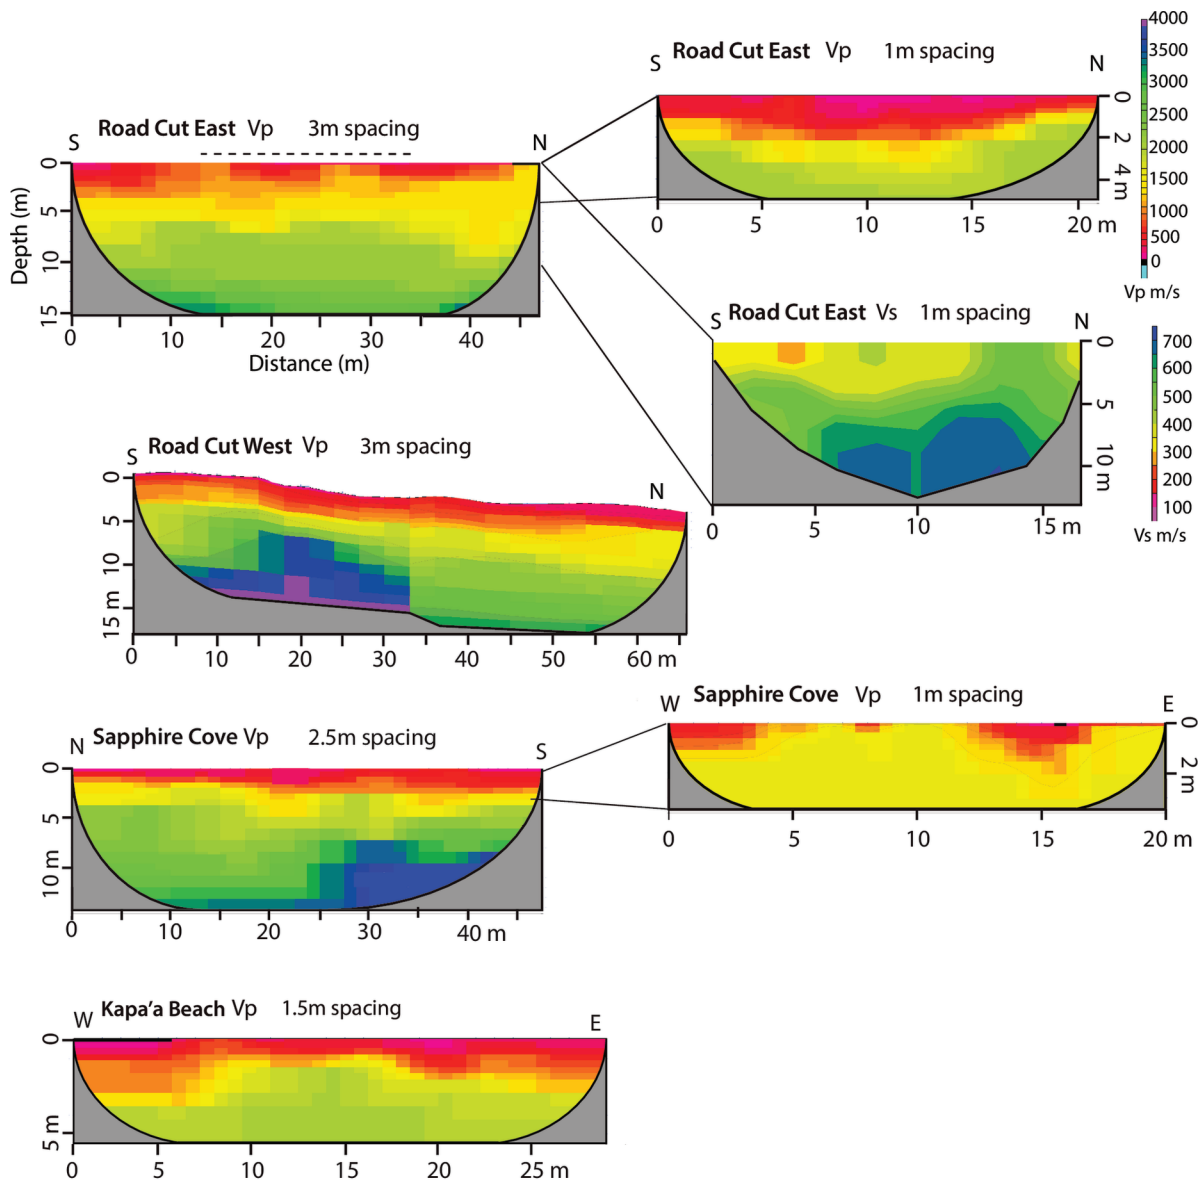 Road Cut East Vp 1m spacing
S N
0
2
4 m
0 5 10 15 20 m
4000
3500
3000
2500
2000
1500
1000
500
0
Vp m/s
Road Cut East Vp 3m spacing
S N
0
5
10
15
Depth (m)
0 10 20 30 40
Distance (m)
Road Cut East Vs 1m spacing
S N
0
5
10 m
0 5 10 15 m
700
600
500
400
300
200
100
Vs m/s
Road Cut West Vp 3m spacing
S N
0
5
10
15 m
0 10 20 30 40 50 60 m
Sapphire Cove Vp 1m spacing
W E
0
2 m
0 5 10 15 20 m
Sapphire Cove Vp 2.5m spacing
N S
0
5
10 m
0 10 20 30 40 m
Kapa’a Beach Vp 1.5m spacing
W E
0
5 m
0 5 10 15 20 25 m